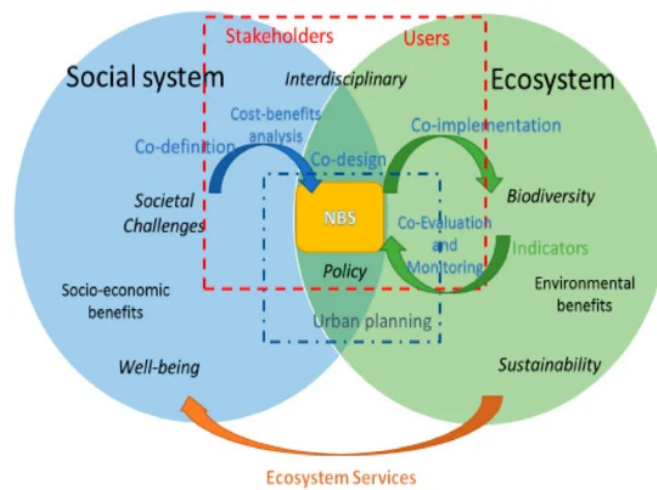 Stakeholders
Users
Social system
Interdisciplinary
Ecosystem
Cost-benefits
analysis
Co-definition
Co-implementation
Co-design
Societal
Challenges
NBS
Biodiversity
Co-Evaluation
and
Monitoring
Indicators
Policy
Socio-economic
benefits
Environmental
benefits
Urban planning
Well-being
Sustainability
Ecosystem Services